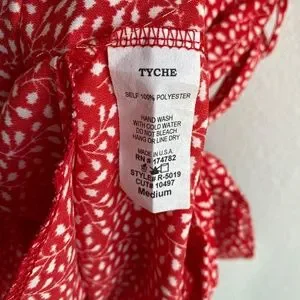 TYCHE
SELF 100% POLYESTER
HAND WASH
WITH COLD WATER
DO NOT BLEACH
HANG OR LINE DRY
MADE IN U.S.A.
RN # 174782
STYLE# R-5019
CUT# 10497
Medium